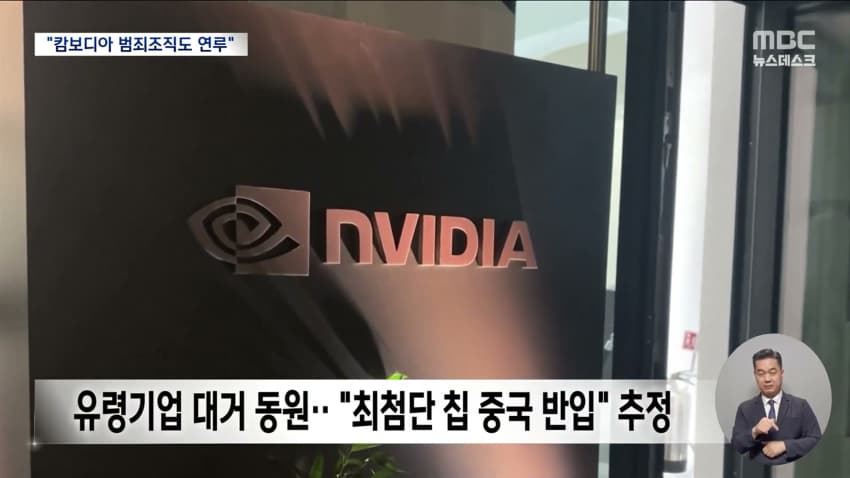 "캄보디아 범죄조직도 연루"
MBC
뉴스데스크
NVIDIA
유령기업 대거 동원‥ "최첨단 칩 중국 반입" 추정